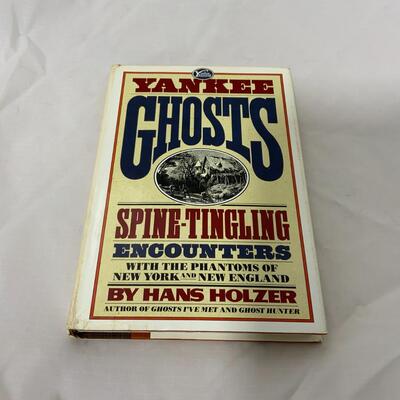 YANKEE
GHOSTS
SPINE-TINGLING
ENCOUNTERS
WITH THE PHANTOMS OF
NEW YORK AND NEW ENGLAND
BY HANS HOLZER
AUTHOR OF GHOSTS I'VE MET AND GHOST HUNTER